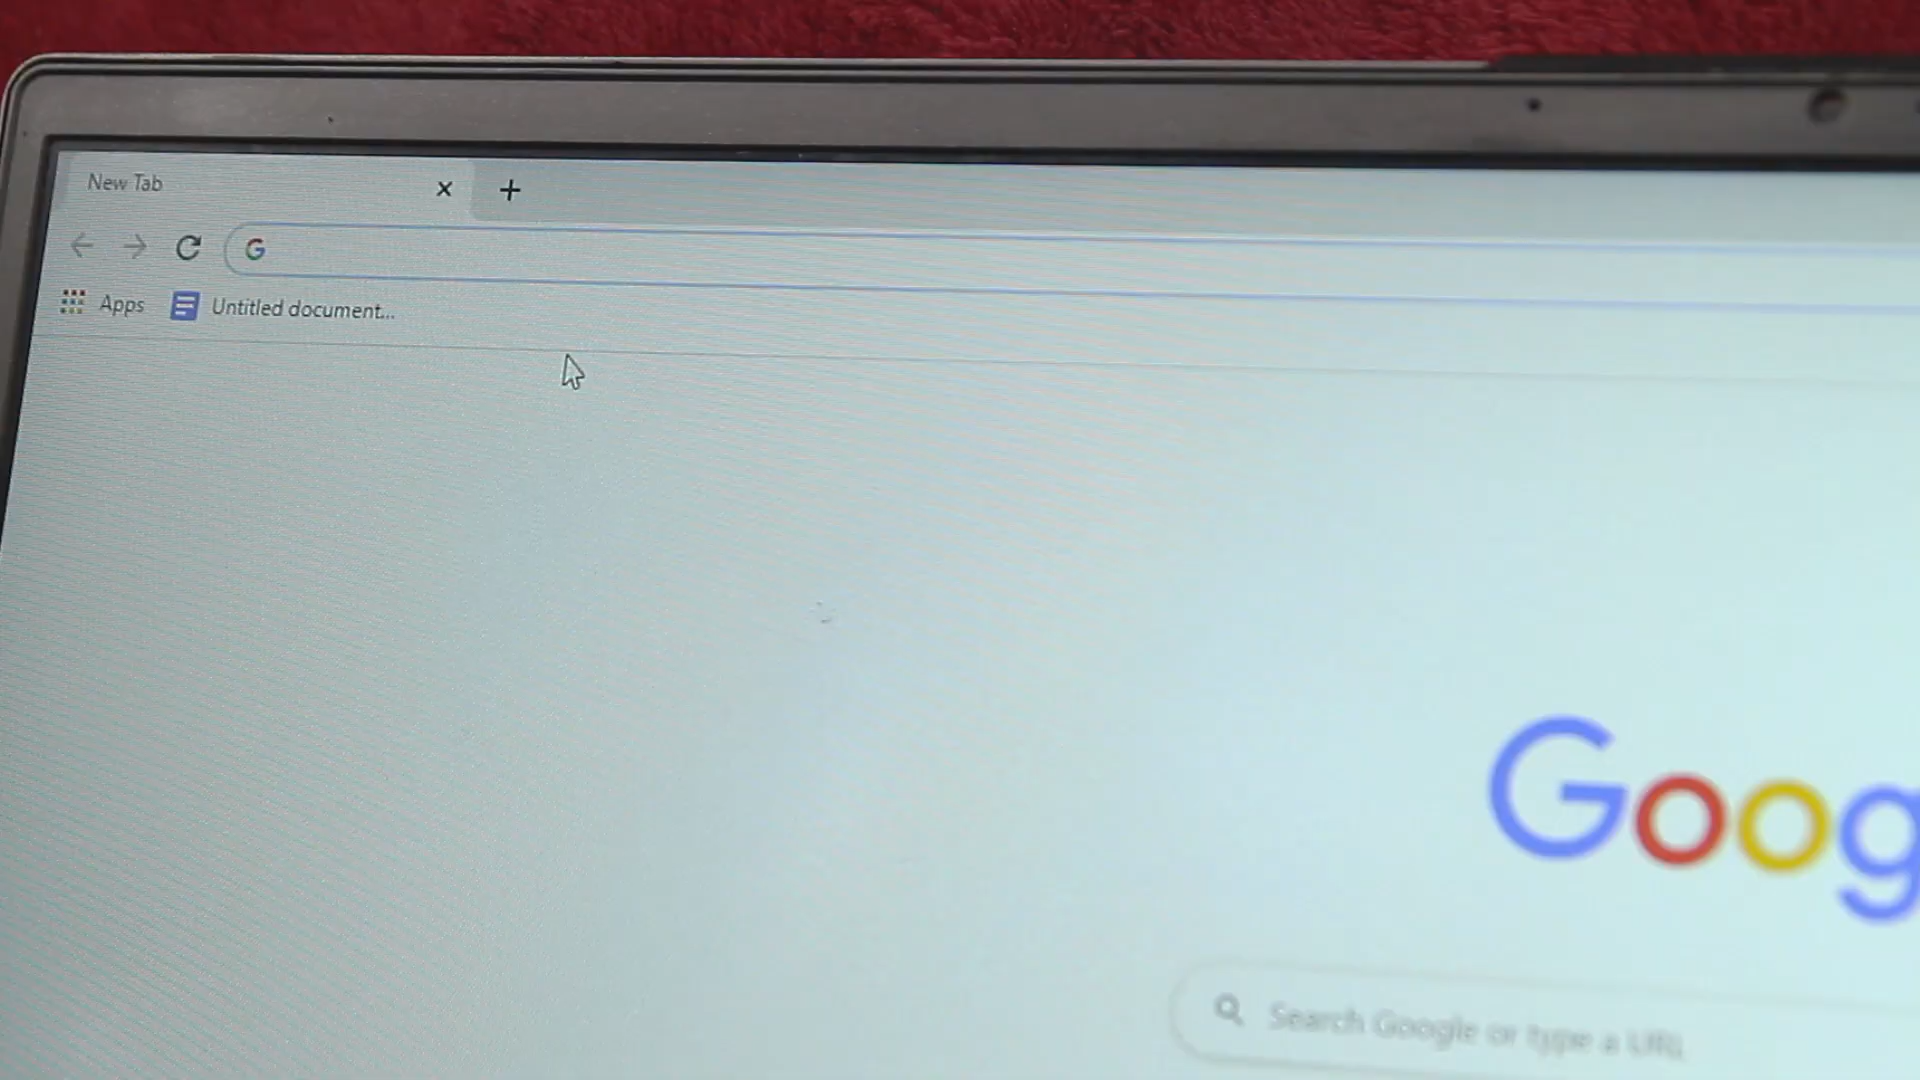 New Tab
Apps
Untitled document...
Goog
Search Google or type a URL